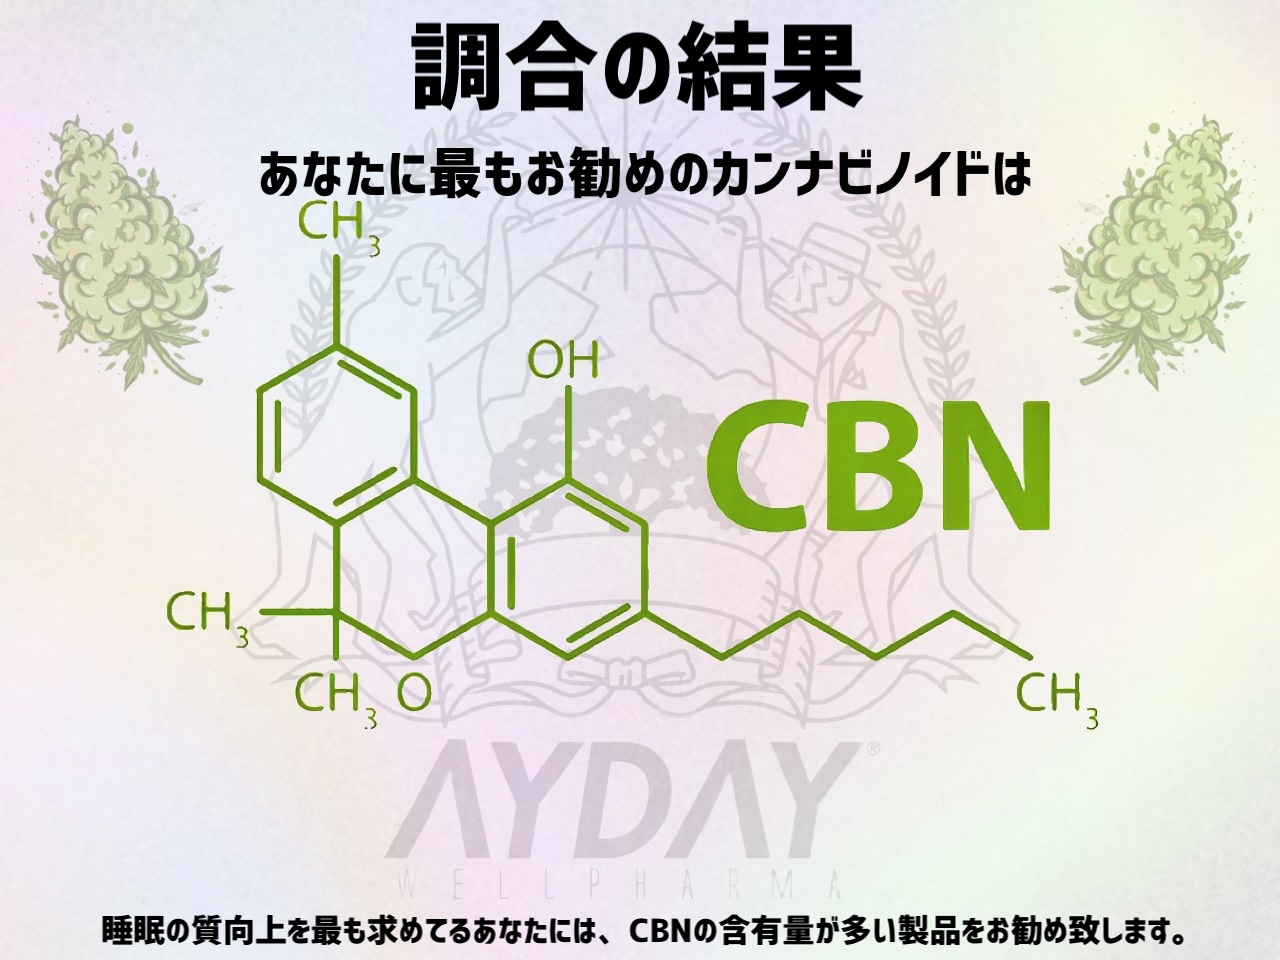 調合の結果
あなたに最もお勧めのカンナビノイドは
CH3
OH
CBN
CH3
CH3
O
CH3
AYDAY®
WELLPHARMA
睡眠の質向上を最も求めてるあなたには、CBNの含有量が多い製品をお勧め致します。